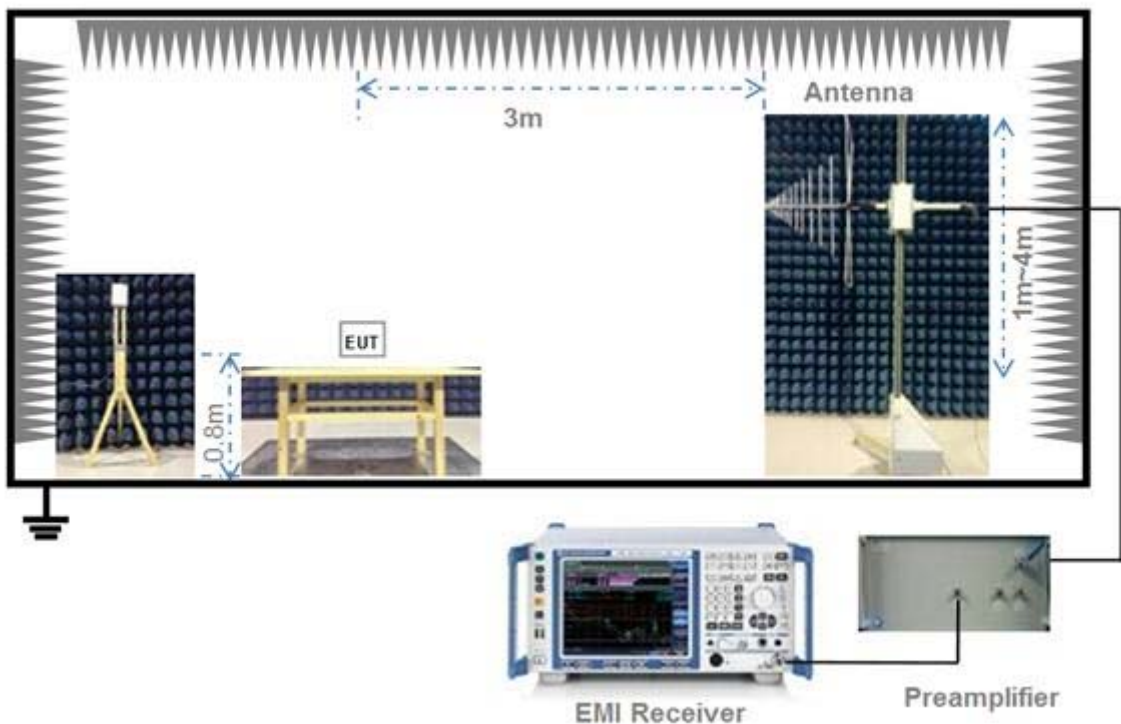 Antenna
3m
1m~4m
EUT
0.8m
EMI Receiver
Preamplifier